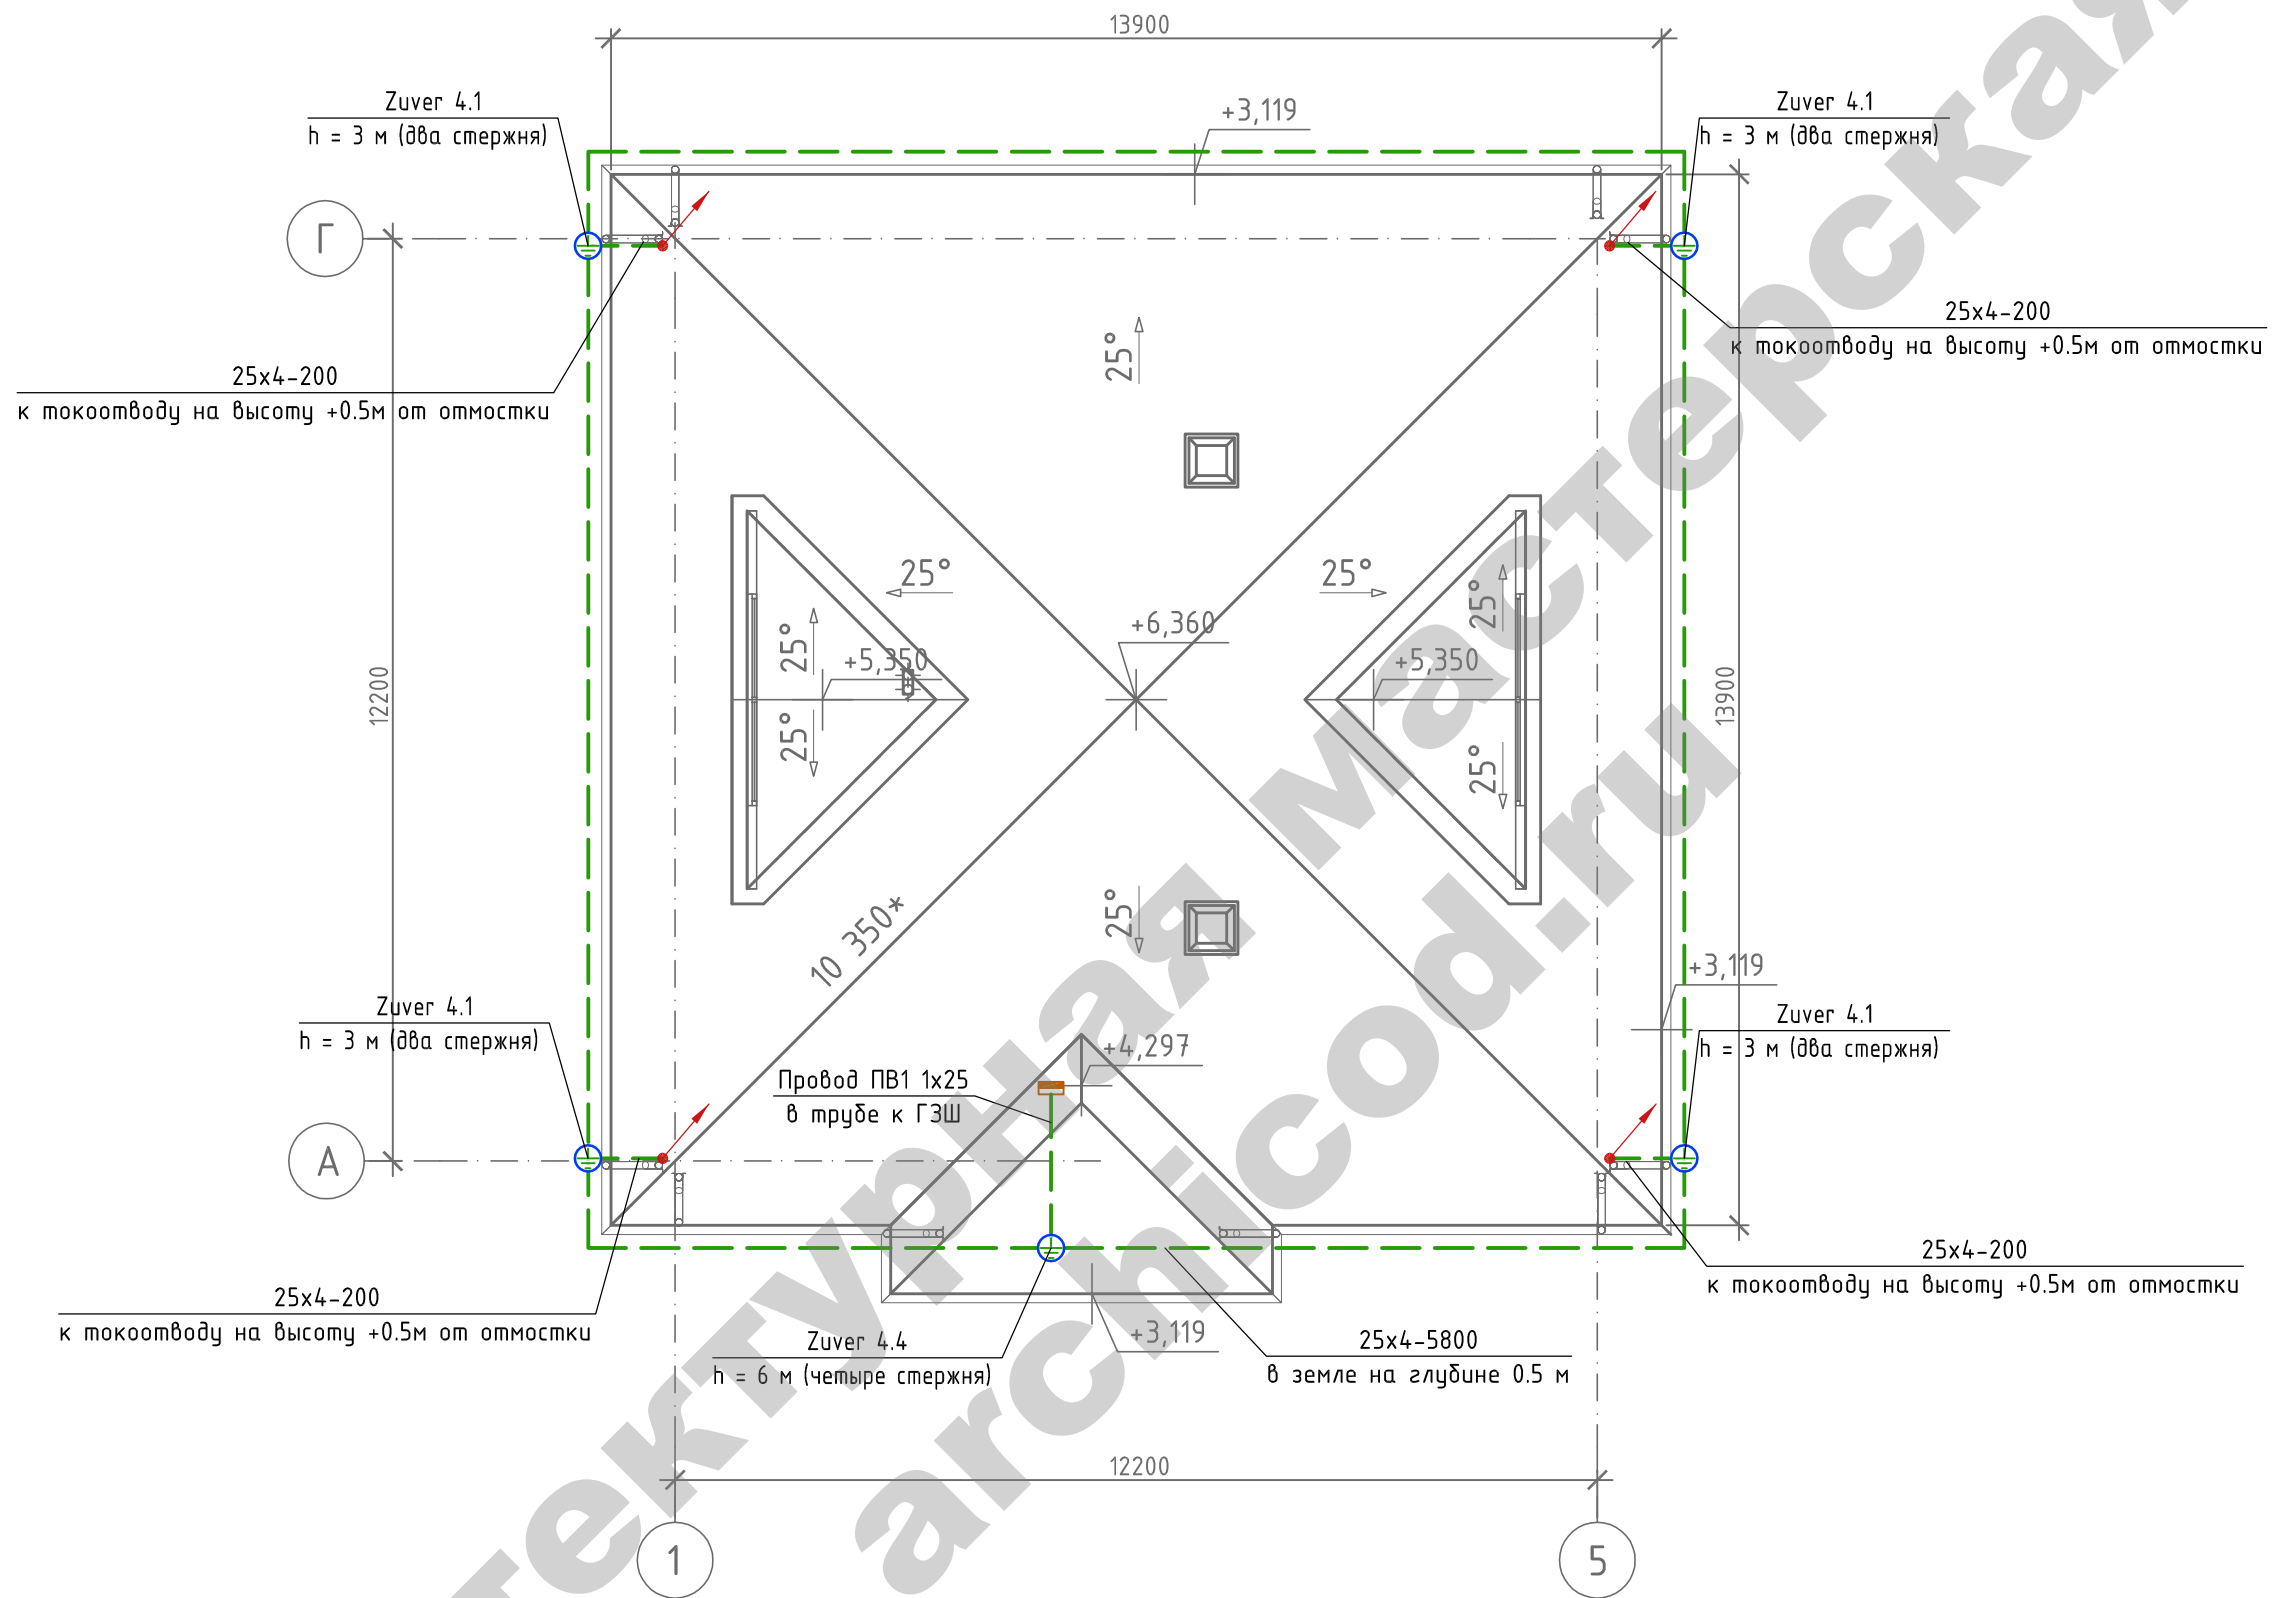 13900
+3,119
Zuver 4.1
h = 3 м (два стержня)
Zuver 4.1
h = 3 м (два стержня)
Г
25х4-200
к токоотводу на высоту +0.5м от отмостки
25х4-200
к токоотводу на высоту +0.5м от отмостки
25°
25°
25°
+6,360
25°
25°
+5,350
+5,350
12200
13900
25°
25°
25°
10 350*
+3,119
Zuver 4.1
h = 3 м (два стержня)
Zuver 4.1
h = 3 м (два стержня)
+4,297
Провод ПВ1 1х25
в трубе к ГЗШ
А
25х4-200
к токоотводу на высоту +0.5м от отмостки
25х4-200
к токоотводу на высоту +0.5м от отмостки
+3,119
Zuver 4.4
h = 6 м (четыре стержня)
25х4-5800
в земле на глубине 0.5 м
12200
1
5
тектурная мастерская
archicod.ru